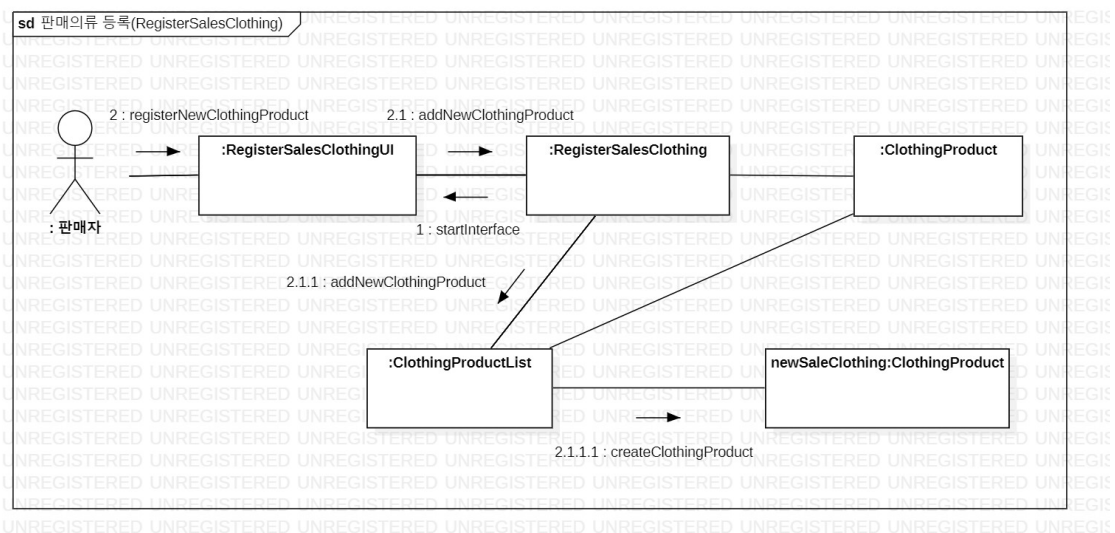 sd 판매의류 등록(RegisterSalesClothing)
2 : registerNewClothingProduct
2.1 : addNewClothingProduct
:RegisterSalesClothingUI
:RegisterSalesClothing
:ClothingProduct
: 판매자
1 : startInterface
2.1.1 : addNewClothingProduct
:ClothingProductList
newSaleClothing:ClothingProduct
2.1.1.1 : createClothingProduct
UNREGISTERED